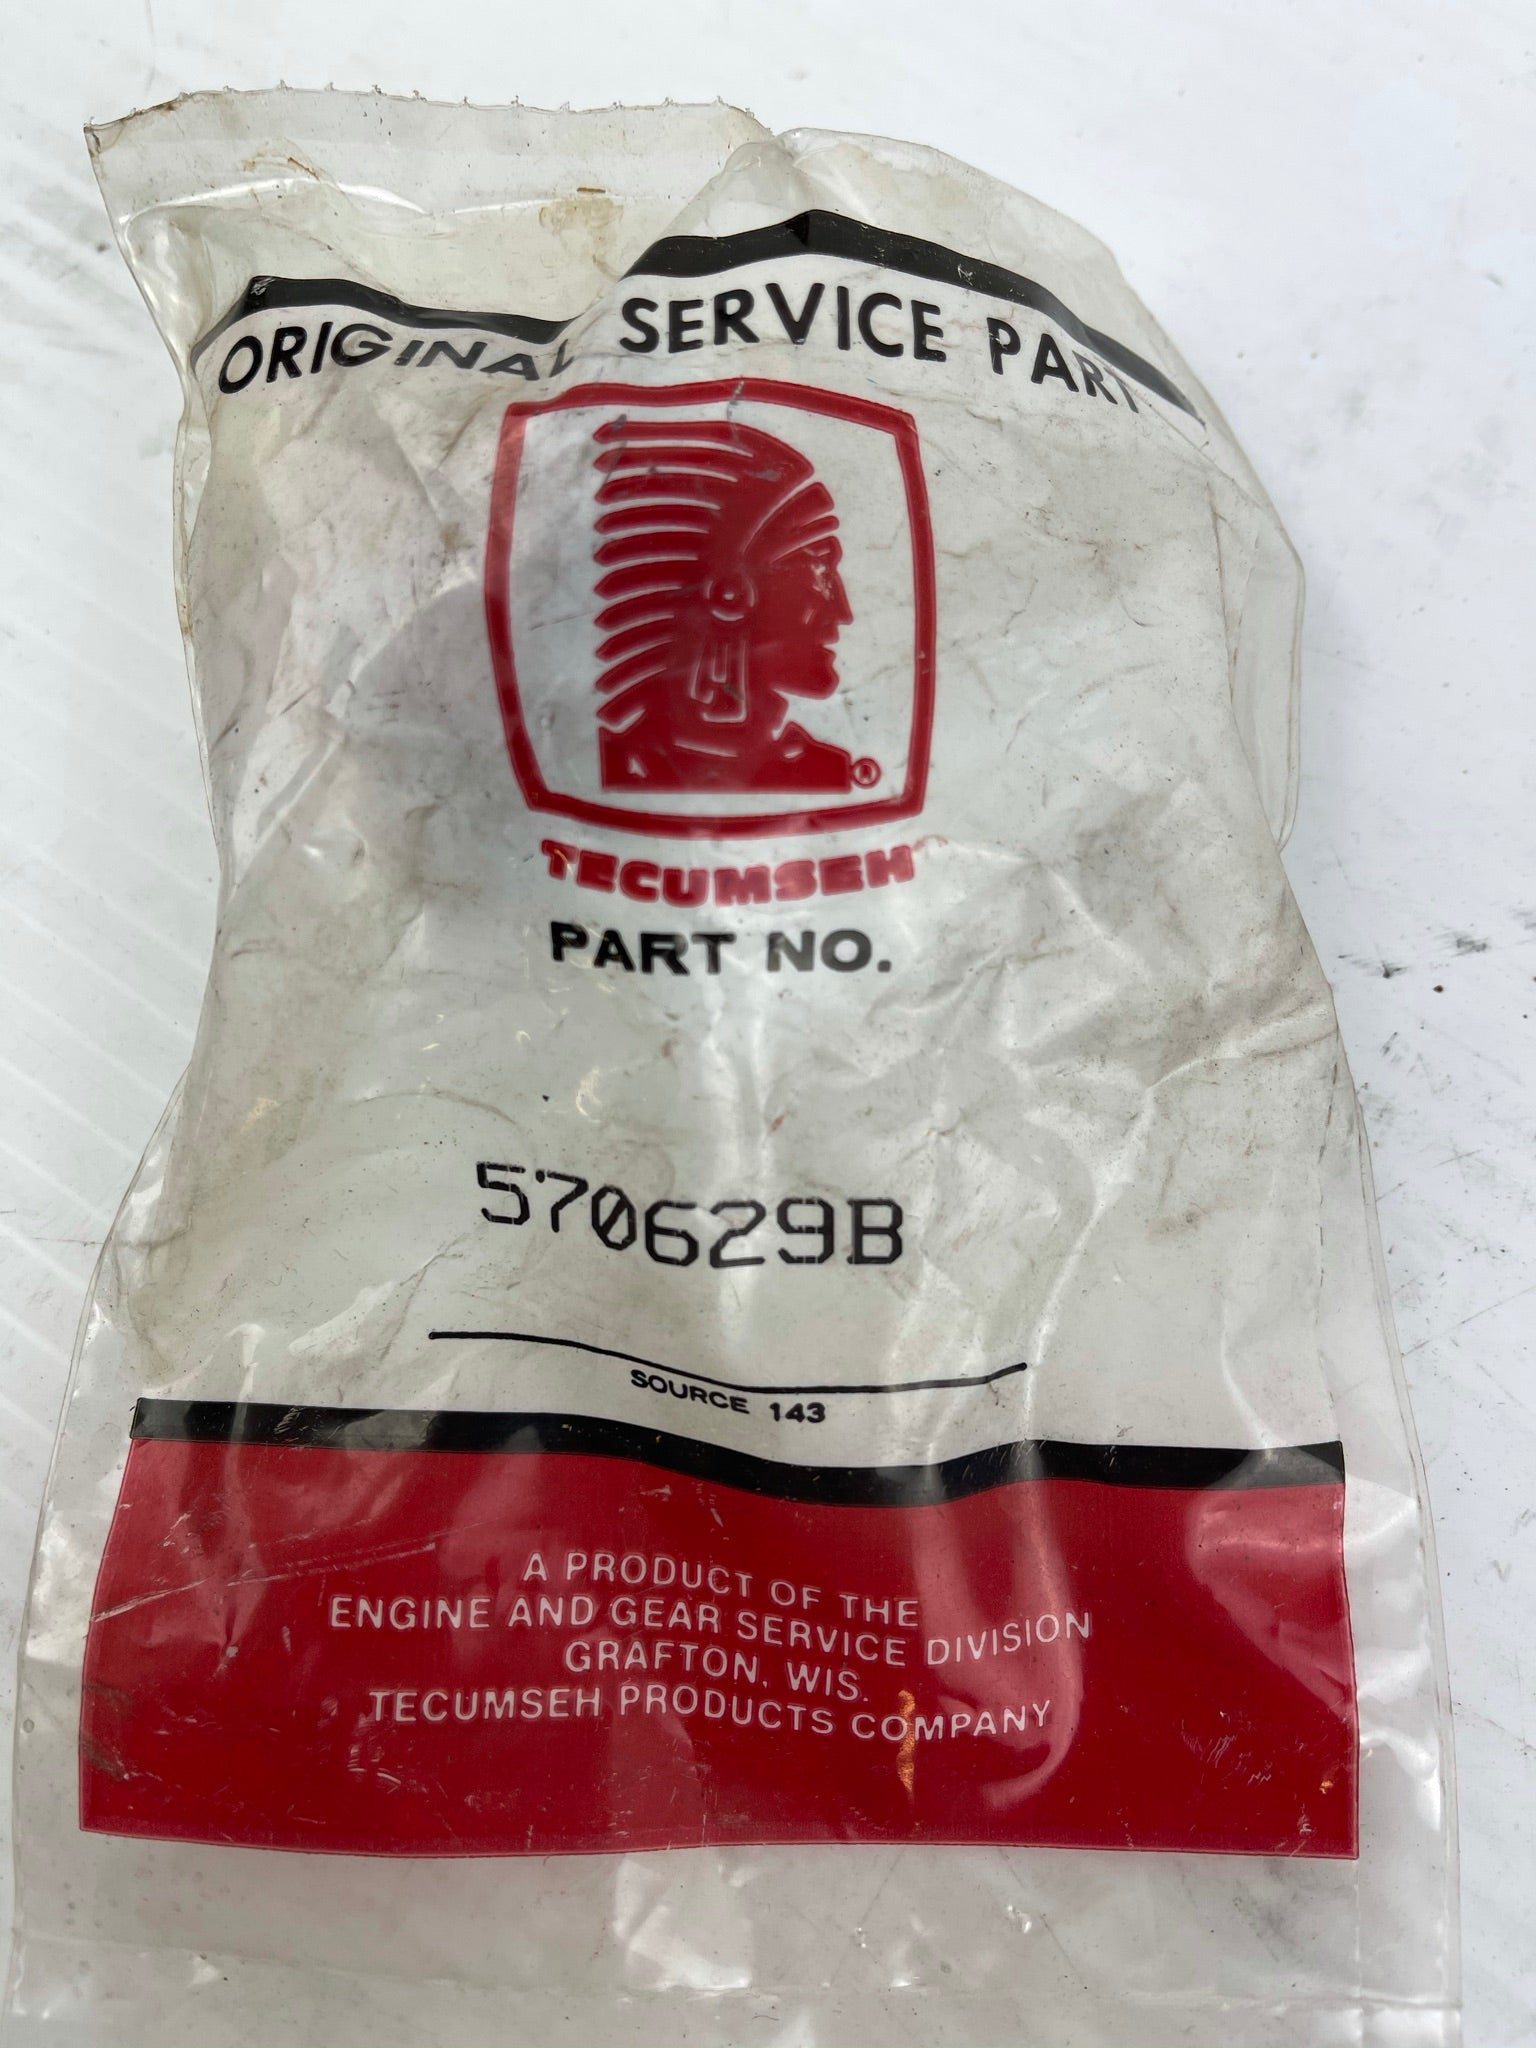 ORIGINAL SERVICE PART
®
TECUMSEH
PART NO.
570629B
SOURCE 143
A PRODUCT OF THE
ENGINE AND GEAR SERVICE DIVISION
GRAFTON, WIS.
TECUMSEH PRODUCTS COMPANY